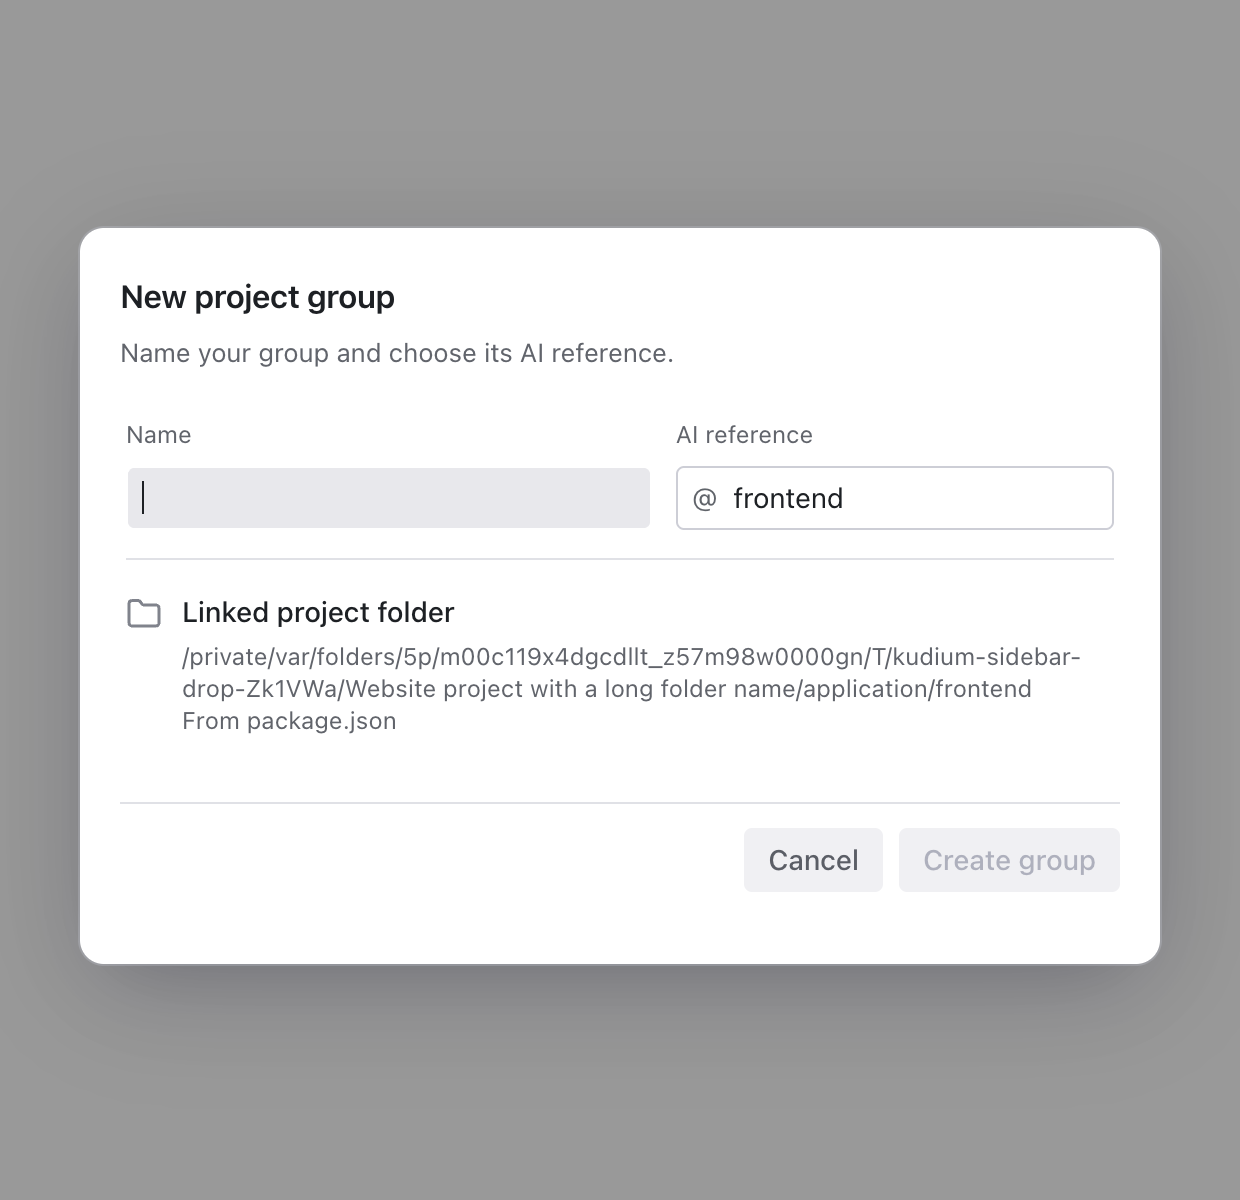 New project group
Name your group and choose its AI reference.
Name
AI reference
@ frontend
Linked project folder
/private/var/folders/5p/m00c119x4dgcdllt_z57m98w0000gn/T/kudium-sidebar-
drop-Zk1VWa/Website project with a long folder name/application/frontend
From package.json
Cancel
Create group